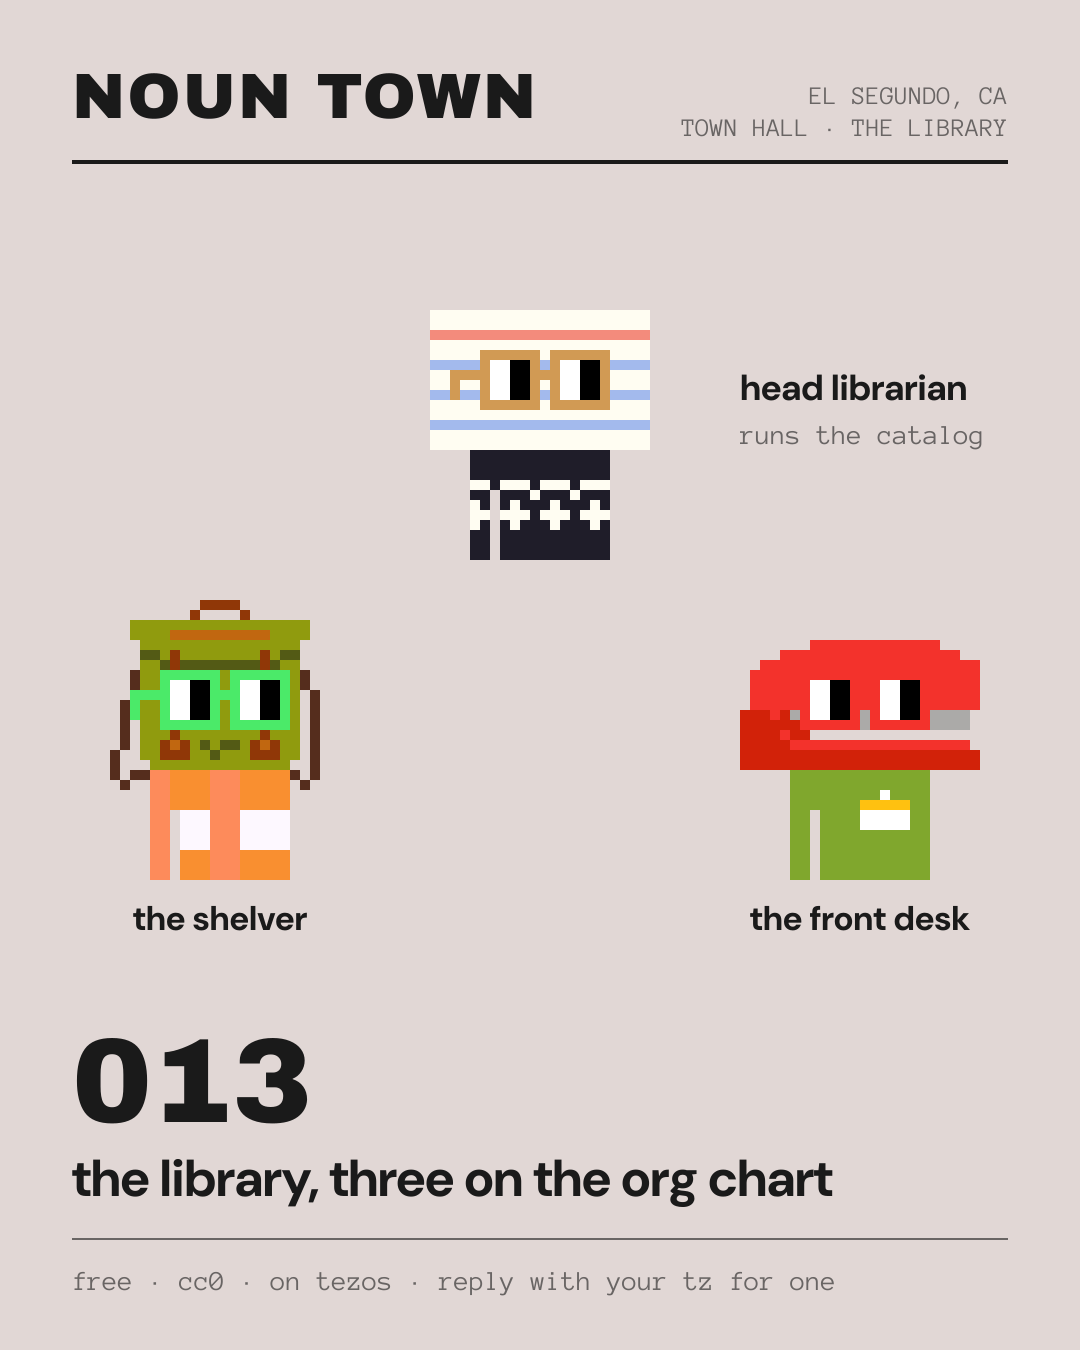 NOUN TOWN
EL SEGUNDO, CA
TOWN HALL · THE LIBRARY
head librarian
runs the catalog
the shelver
the front desk
013
the library, three on the org chart
free · cc0 · on tezos · reply with your tz for one